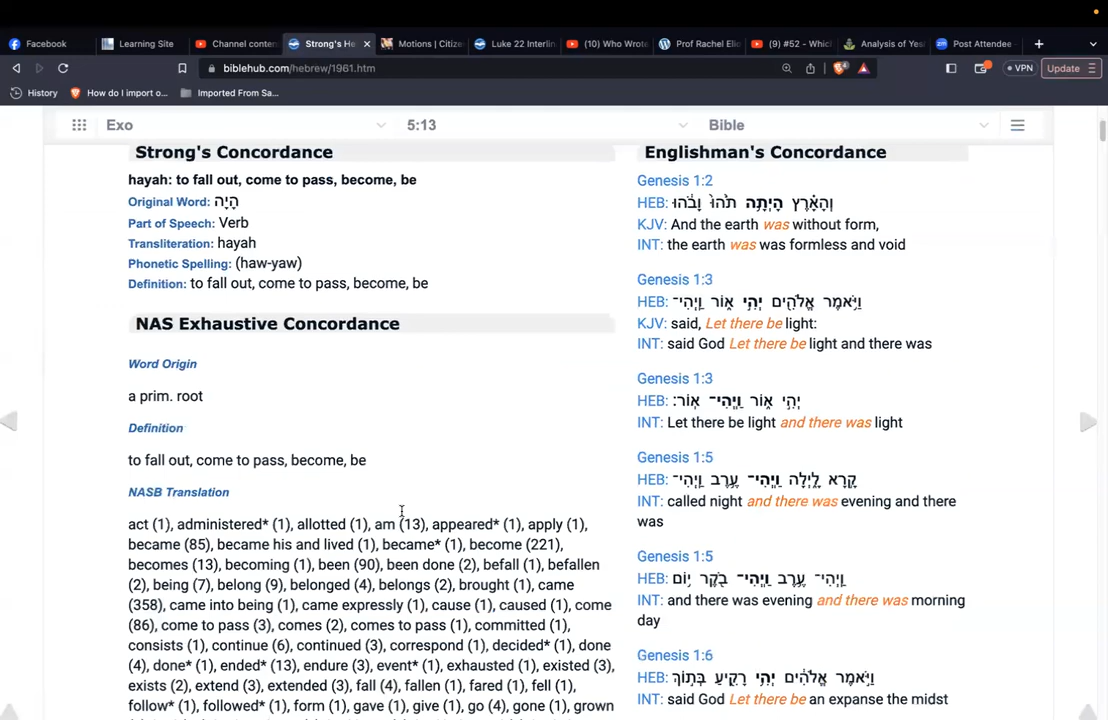 Facebook
Learning Site
Channel conten
Strong's He
Motions | Citize
Luke 22 Interlin
(10) Who Wrote
Prof Rachel Elio
(9) #52 - Which
Analysis of Yes
Post Attendee -
biblehub.com/hebrew/1961.htm
VPN
Update
History
How do I import o...
Imported From Sa...
Exo
5:13
Bible
Strong's Concordance
hayah: to fall out, come to pass, become, be
Original Word: הָיָה
Part of Speech: Verb
Transliteration: hayah
Phonetic Spelling: (haw-yaw)
Definition: to fall out, come to pass, become, be
NAS Exhaustive Concordance
Word Origin
a prim. root
Definition
to fall out, come to pass, become, be
NASB Translation
act (1), administered* (1), allotted (1), am (13), appeared* (1), apply (1),
became (85), became his and lived (1), became* (1), become (221),
becomes (13), becoming (1), been (90), been done (2), befall (1), befallen
(2), being (7), belong (9), belonged (4), belongs (2), brought (1), came
(358), came into being (1), came expressly (1), cause (1), caused (1), come
(86), come to pass (3), comes (2), comes to pass (1), committed (1),
consists (1), continue (6), continued (3), correspond (1), decided* (1), done
(4), done* (1), ended* (13), endure (3), event* (1), exhausted (1), existed (3),
exists (2), extend (3), extended (3), fall (4), fallen (1), fared (1), fell (1),
follow* (1), followed* (1), form (1), gave (1), give (1), go (4), gone (1), grown
Englishman's Concordance
Genesis 1:2
HEB: וְהָאָ֗רֶץ הָיְתָ֥ה תֹ֙הוּ֙ וָבֹ֔הוּ
KJV: And the earth was without form,
INT: the earth was was formless and void
Genesis 1:3
HEB: וַיֹּ֥אמֶר אֱלֹהִ֖ים יְהִ֣י א֑וֹר וַֽיְהִי־
KJV: said, Let there be light:
INT: said God Let there be light and there was
Genesis 1:3
HEB: יְהִ֣י א֑וֹר וַֽיְהִי־ אֽוֹר׃
INT: Let there be light and there was light
Genesis 1:5
HEB: קָ֣רָא לָ֑יְלָה וַֽיְהִי־ עֶ֥רֶב וַֽיְהִי־
INT: called night and there was evening and there
was
Genesis 1:5
HEB: וַֽיְהִי־ עֶ֥רֶב וַֽיְהִי־ בֹ֖קֶר י֥וֹם
INT: and there was evening and there was morning
day
Genesis 1:6
HEB: וַיֹּ֣אמֶר אֱלֹהִ֔ים יְהִ֥י רָקִ֖יעַ בְּת֣וֹךְ
INT: said God Let there be an expanse the midst